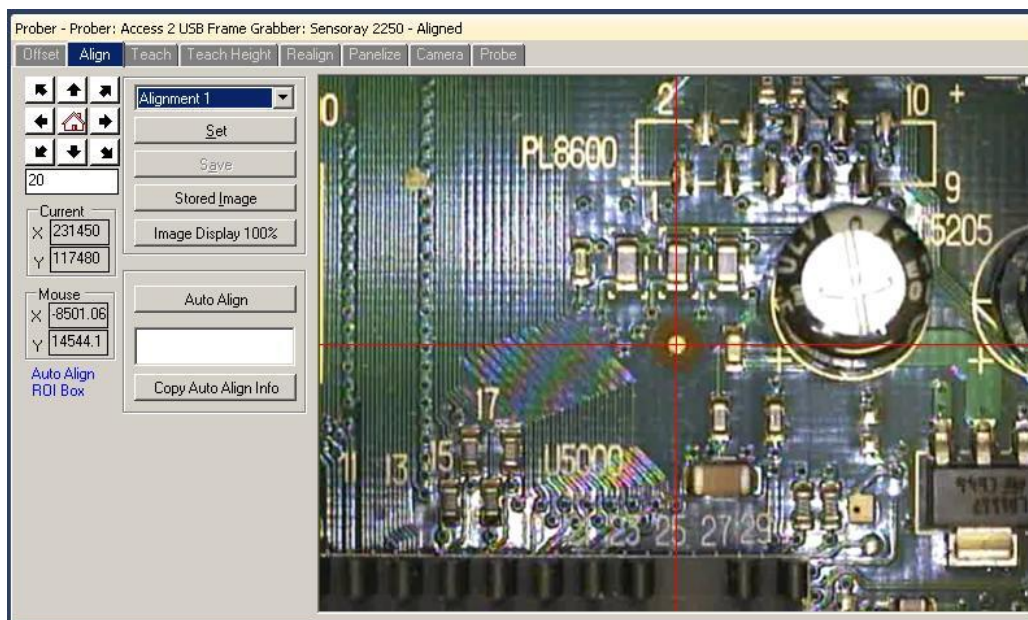 Prober - Prober: Access 2 USB Frame Grabber: Sensoray 2250 - Aligned
Offset Align Teach Teach Height Realign Panelize Camera Probe
Alignment 1
Set
Save
20
Stored Image
Current
X 231450
Image Display 100%
Y 117480
Mouse
X -8501.06
Auto Align
Y 14544.1
Auto Align
ROI Box
Copy Auto Align Info
0
2
10 +
PL8600
1
9
5205
17
15
13
11
U5000
23 25 27 29